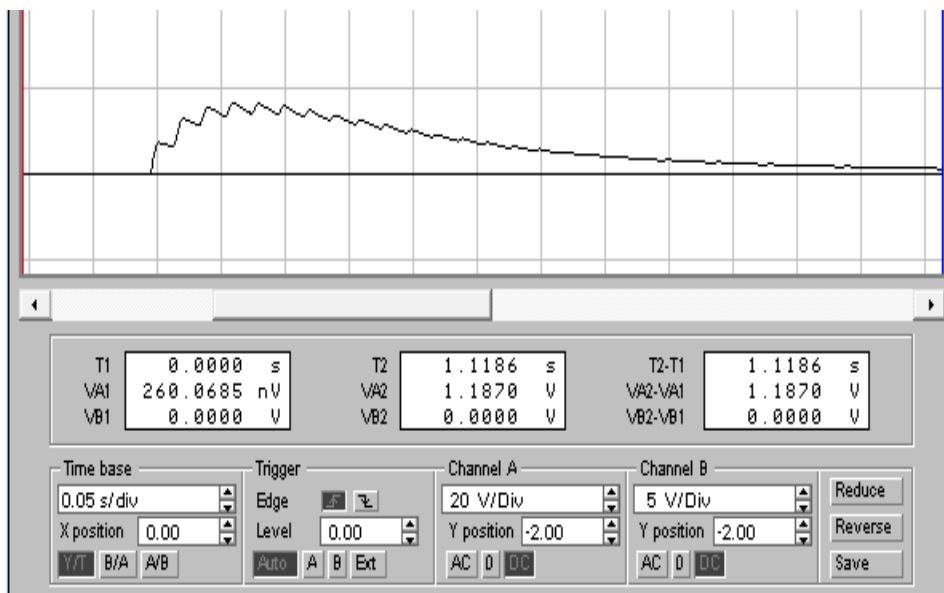 T1 0.0000 s T2 1.1186 s T2-T1 1.1186 s
VA1 260.0685 nV VA2 1.1870 V VA2-VA1 1.1870 V
VB1 0.0000 V VB2 0.0000 V VB2-VB1 0.0000 V
Time base Trigger Channel A Channel B
0.05 s/div Edge 20 V/Div 5 V/Div Reduce
X position 0.00 Level 0.00 Y position -2.00 Y position -2.00 Reverse
Y/T B/A A/B Auto A B Ext AC 0 DC AC 0 DC Save